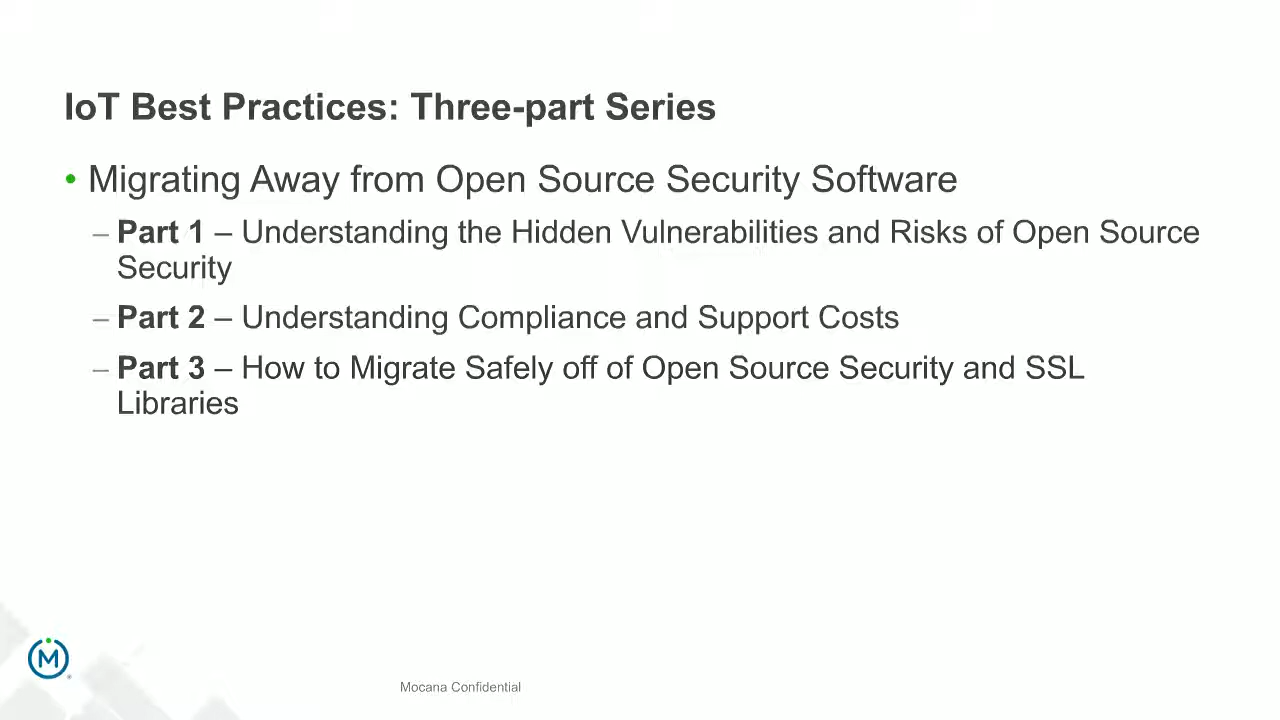 IoT Best Practices: Three-part Series
• Migrating Away from Open Source Security Software
– Part 1 – Understanding the Hidden Vulnerabilities and Risks of Open Source
Security
– Part 2 – Understanding Compliance and Support Costs
– Part 3 – How to Migrate Safely off of Open Source Security and SSL
Libraries
M
Mocana Confidential